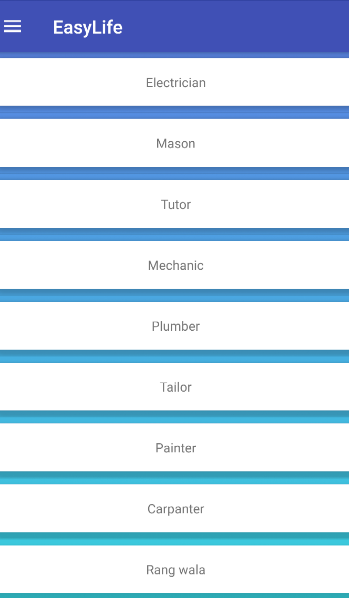 EasyLife
Electrician
Mason
Tutor
Mechanic
Plumber
Tailor
Painter
Carpanter
Rang wala